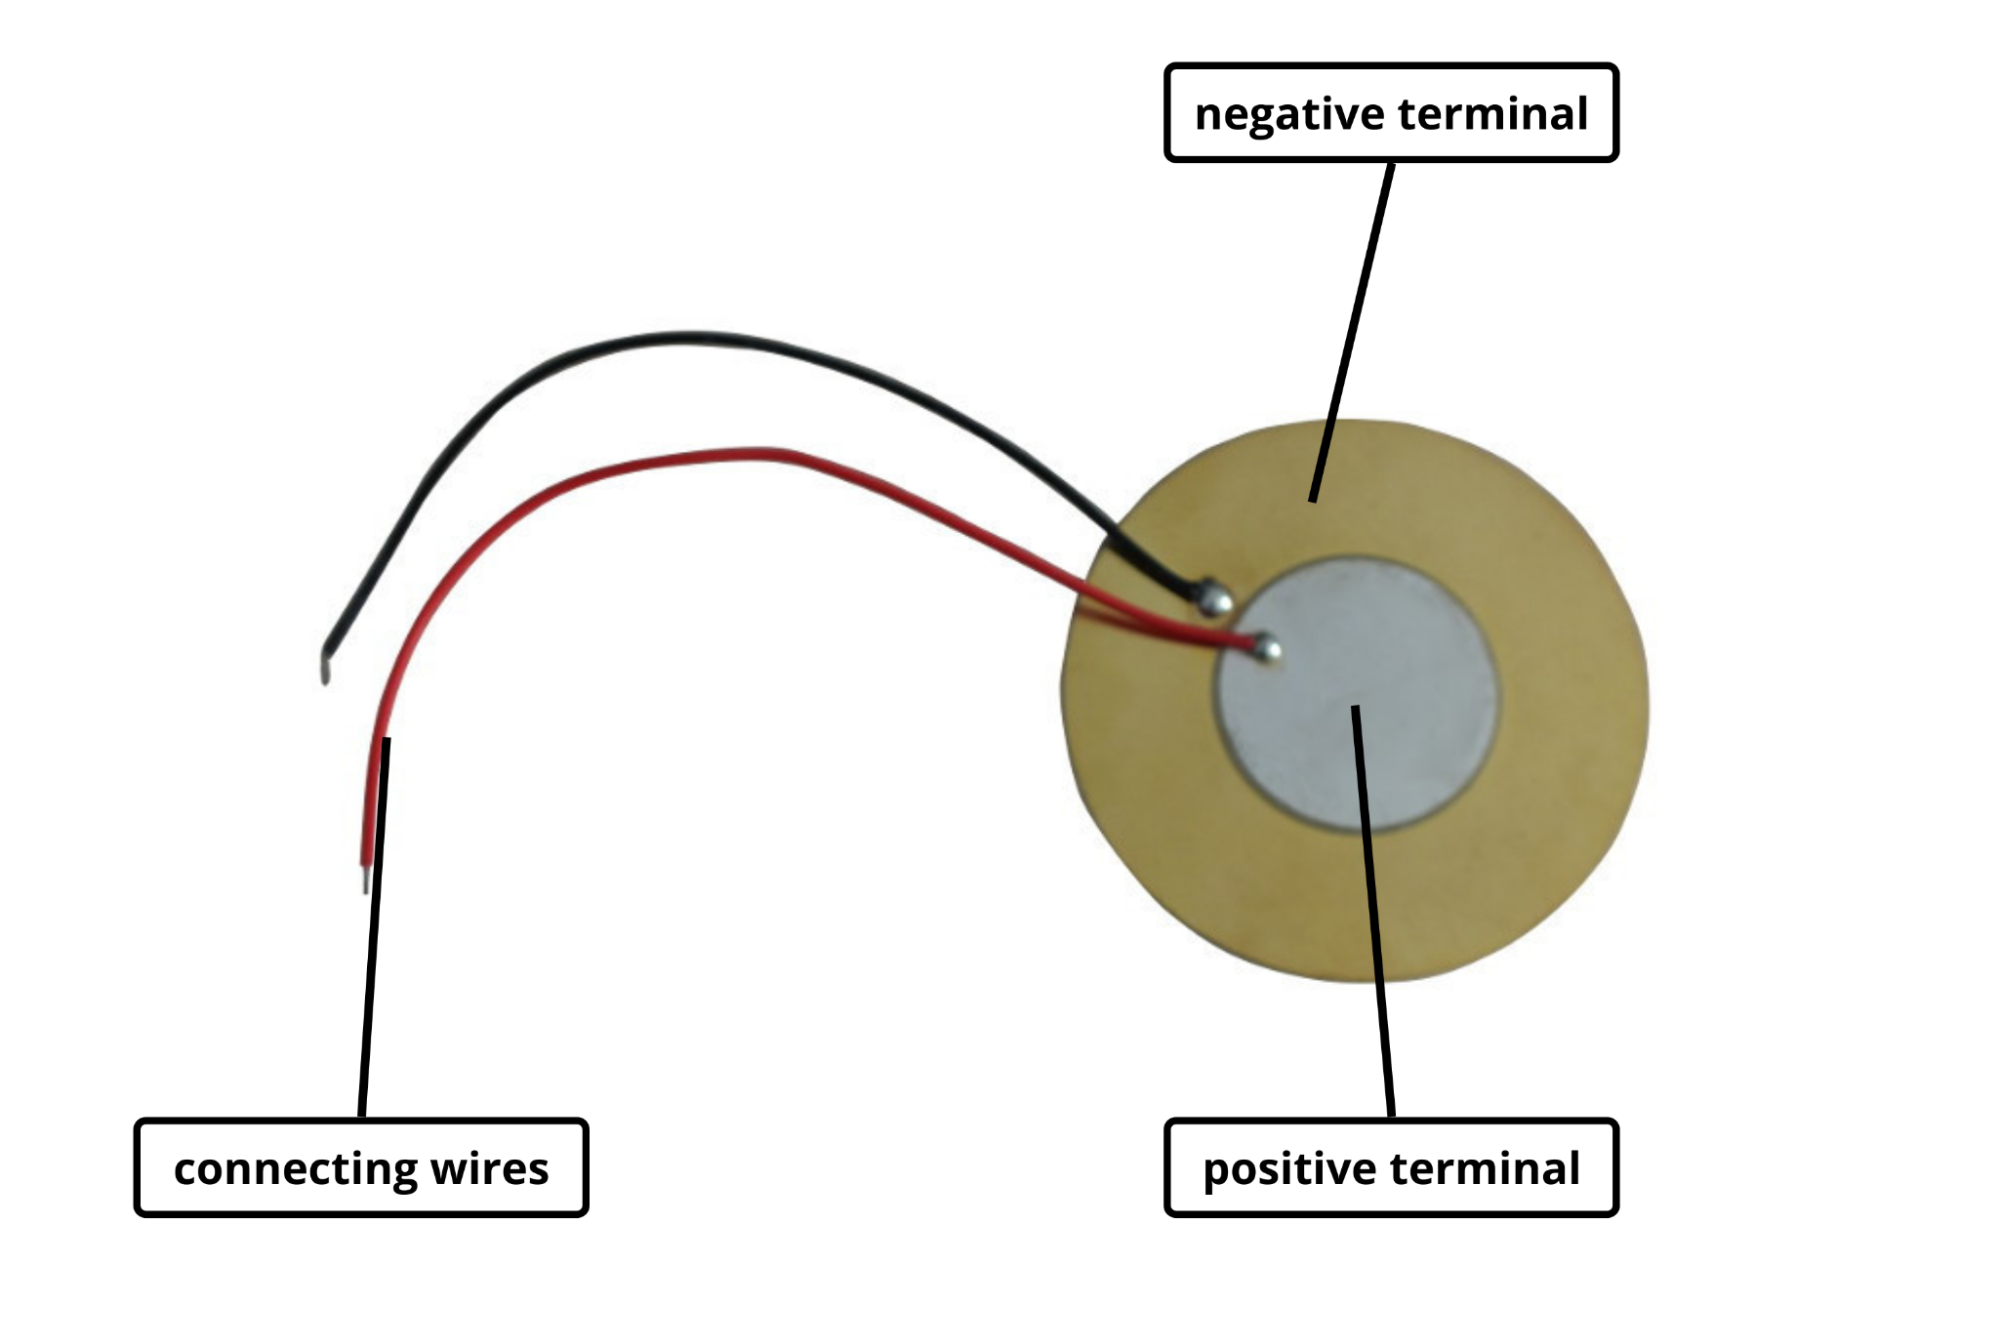 negative terminal
connecting wires
positive terminal